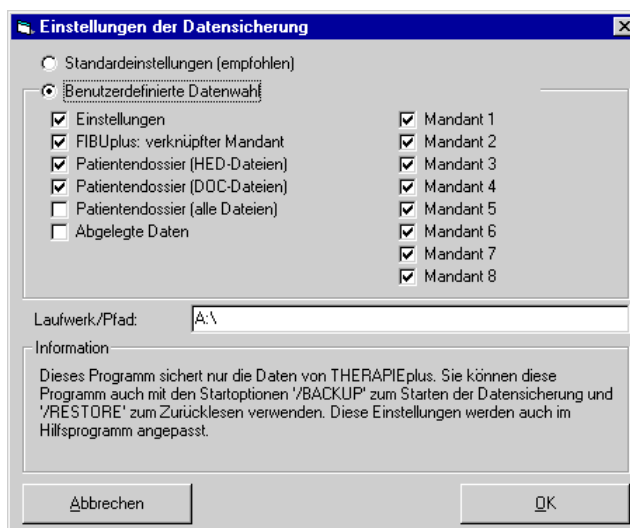 Einstellungen der Datensicherung
Standardeinstellungen (empfohlen)
Benutzerdefinierte Datenwahl
Einstellungen
FIBUplus: verknüpfter Mandant
Patientendossier (HED-Dateien)
Patientendossier (DOC-Dateien)
Patientendossier (alle Dateien)
Abgelegte Daten
Mandant 1
Mandant 2
Mandant 3
Mandant 4
Mandant 5
Mandant 6
Mandant 7
Mandant 8
Laufwerk/Pfad: A:\
Information
Dieses Programm sichert nur die Daten von THERAPIEplus. Sie können diese
Programm auch mit den Startoptionen '/BACKUP' zum Starten der Datensicherung und
'/RESTORE' zum Zurücklesen verwenden. Diese Einstellungen werden auch im
Hilfsprogramm angepasst.
Abbrechen
OK